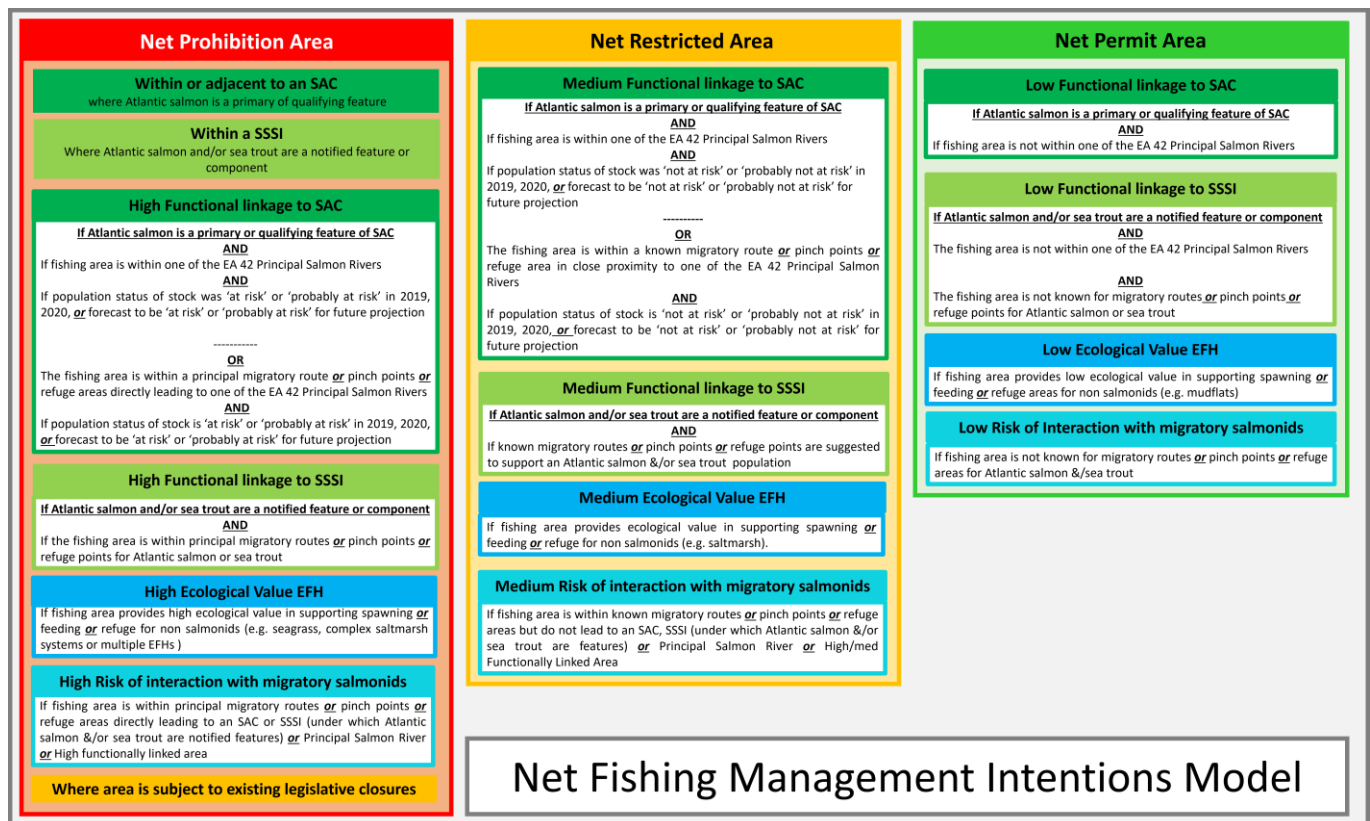 Net Prohibition Area
Within or adjacent to an SAC
where Atlantic salmon is a primary of qualifying feature
Within a SSSI
Where Atlantic salmon and/or sea trout are a notified feature or
component
High Functional linkage to SAC
If Atlantic salmon is a primary or qualifying feature of SAC
AND
If fishing area is within one of the EA 42 Principal Salmon Rivers
AND
If population status of stock was ‘at risk’ or ‘probably at risk’ in 2019,
2020, or forecast to be ‘at risk’ or ‘probably at risk’ for future projection
-----------
OR
The fishing area is within a principal migratory route or pinch points or
refuge areas directly leading to one of the EA 42 Principal Salmon Rivers
AND
If population status of stock is ‘at risk’ or ‘probably at risk’ in 2019, 2020,
or forecast to be ‘at risk’ or ‘probably at risk’ for future projection
High Functional linkage to SSSI
If Atlantic salmon and/or sea trout are a notified feature or component
AND
If the fishing area is within principal migratory routes or pinch points or
refuge points for Atlantic salmon or sea trout
High Ecological Value EFH
If fishing area provides high ecological value in supporting spawning or
feeding or refuge for non salmonids (e.g. seagrass, complex saltmarsh
systems or multiple EFHs )
High Risk of interaction with migratory salmonids
If fishing area is within principal migratory routes or pinch points or
refuge areas directly leading to an SAC or SSSI (under which Atlantic
salmon &/or sea trout are notified features) or Principal Salmon River
or High functionally linked area
Where area is subject to existing legislative closures
Net Restricted Area
Medium Functional linkage to SAC
If Atlantic salmon is a primary or qualifying feature of SAC
AND
If fishing area is within one of the EA 42 Principal Salmon Rivers
AND
If population status of stock was ‘not at risk’ or ‘probably not at risk’ in
2019, 2020, or forecast to be ‘not at risk’ or ‘probably not at risk’ for
future projection
----------
OR
The fishing area is within a known migratory route or pinch points or
refuge area in close proximity to one of the EA 42 Principal Salmon
Rivers
AND
If population status of stock is ‘not at risk’ or ‘probably not at risk’ in
2019, 2020, or forecast to be ‘not at risk’ or ‘probably not at risk’ for
future projection
Medium Functional linkage to SSSI
If Atlantic salmon and/or sea trout are a notified feature or component
AND
If known migratory routes or pinch points or refuge points are suggested
to support an Atlantic salmon &/or sea trout population
Medium Ecological Value EFH
If fishing area provides ecological value in supporting spawning or
feeding or refuge for non salmonids (e.g. saltmarsh).
Medium Risk of interaction with migratory salmonids
If fishing area is within known migratory routes or pinch points or refuge
areas but do not lead to an SAC, SSSI (under which Atlantic salmon &/or
sea trout are features) or Principal Salmon River or High/med
Functionally Linked Area
Net Permit Area
Low Functional linkage to SAC
If Atlantic salmon is a primary or qualifying feature of SAC
AND
If fishing area is not within one of the EA 42 Principal Salmon Rivers
Low Functional linkage to SSSI
If Atlantic salmon and/or sea trout are a notified feature or component
AND
The fishing area is not within one of the EA 42 Principal Salmon Rivers
AND
The fishing area is not known for migratory routes or pinch points or
refuge points for Atlantic salmon or sea trout
Low Ecological Value EFH
If fishing area provides low ecological value in supporting spawning or
feeding or refuge areas for non salmonids (e.g. mudflats)
Low Risk of Interaction with migratory salmonids
If fishing area is not known for migratory routes or pinch points or refuge
areas for Atlantic salmon &/sea trout
Net Fishing Management Intentions Model